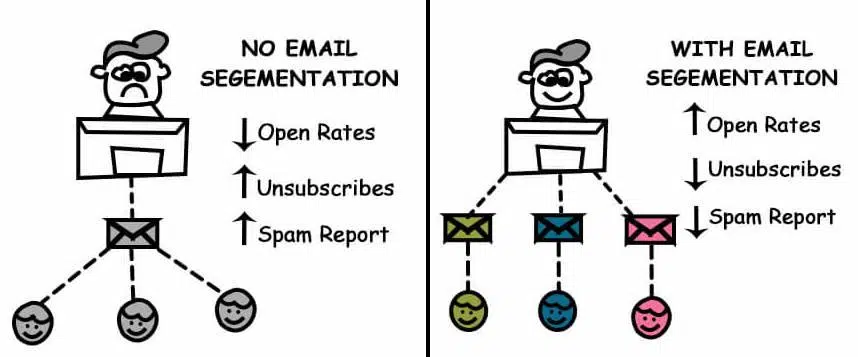 NO EMAIL
SEGEMENTATION
↓ Open Rates
↑ Unsubscribes
↑ Spam Report
WITH EMAIL
SEGEMENTATION
↑ Open Rates
↓ Unsubscribes
↓ Spam Report